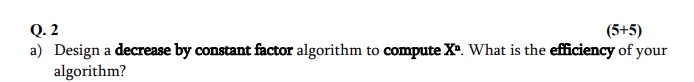 Q. 2 (5+5)
a) Design a decrease by constant factor algorithm to compute Xⁿ. What is the efficiency of your
algorithm?